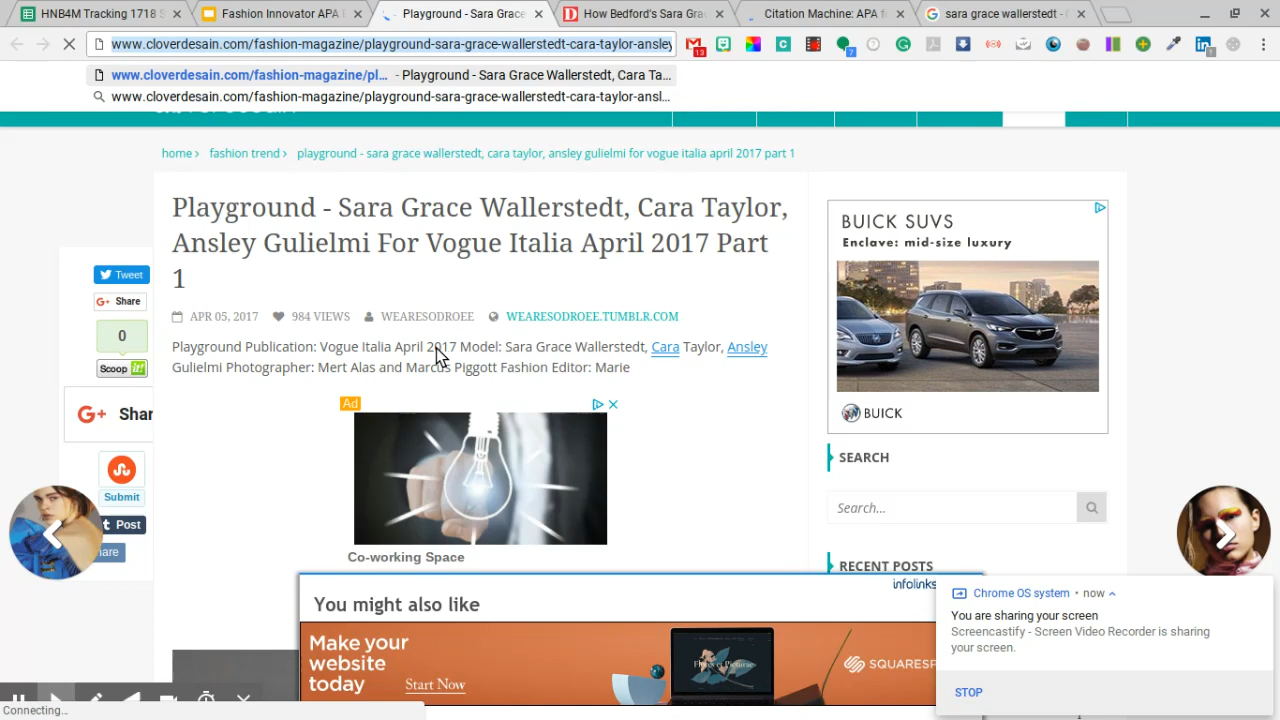 HNB4M Tracking 1718 S
Fashion Innovator APA E
Playground - Sara Grace
How Bedford's Sara Gra
Citation Machine: APA fo
sara grace wallerstedt - G
www.cloverdesain.com/fashion-magazine/playground-sara-grace-wallerstedt-cara-taylor-ansley
13
7
1
www.cloverdesain.com/fashion-magazine/pl... - Playground - Sara Grace Wallerstedt, Cara Ta...
www.cloverdesain.com/fashion-magazine/playground-sara-grace-wallerstedt-cara-taylor-ansl...
home › fashion trend › playground - sara grace wallerstedt, cara taylor, ansley gulielmi for vogue italia april 2017 part 1
Playground - Sara Grace Wallerstedt, Cara Taylor,
Ansley Gulielmi For Vogue Italia April 2017 Part
1
APR 05, 2017 984 VIEWS WEARESODROEE WEARESODROEE.TUMBLR.COM
Playground Publication: Vogue Italia April 2017 Model: Sara Grace Wallerstedt, Cara Taylor, Ansley
Gulielmi Photographer: Mert Alas and Marcus Piggott Fashion Editor: Marie
Tweet
G+ Share
0
Scoop it!
G+ Shar
Submit
t Post
hare
Ad
Co-working Space
BUICK SUVS
Enclave: mid-size luxury
BUICK
SEARCH
Search...
RECENT POSTS
infolinks
You might also like
Make your
website
today
Start Now
SQUARESP
Chrome OS system • now
You are sharing your screen
Screencastify - Screen Video Recorder is sharing
your screen.
STOP
Connecting...